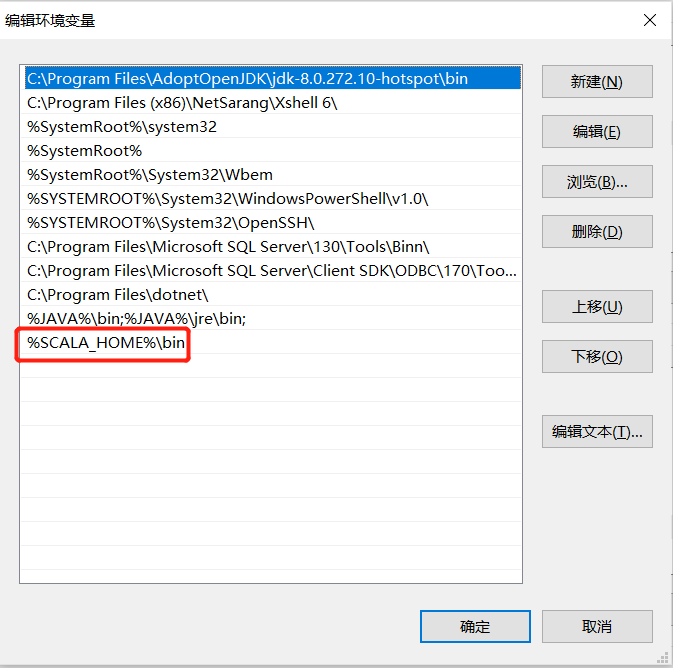 编辑环境变量
C:\Program Files\AdoptOpenJDK\jdk-8.0.272.10-hotspot\bin
C:\Program Files (x86)\NetSarang\Xshell 6\
%SystemRoot%\system32
%SystemRoot%
%SystemRoot%\System32\Wbem
%SYSTEMROOT%\System32\WindowsPowerShell\v1.0\
%SYSTEMROOT%\System32\OpenSSH\
C:\Program Files\Microsoft SQL Server\130\Tools\Binn\
C:\Program Files\Microsoft SQL Server\Client SDK\ODBC\170\Too...
C:\Program Files\dotnet\
%JAVA%\bin;%JAVA%\jre\bin;
%SCALA_HOME%\bin
新建(N)
编辑(E)
浏览(B)...
删除(D)
上移(U)
下移(O)
编辑文本(T)...
确定
取消